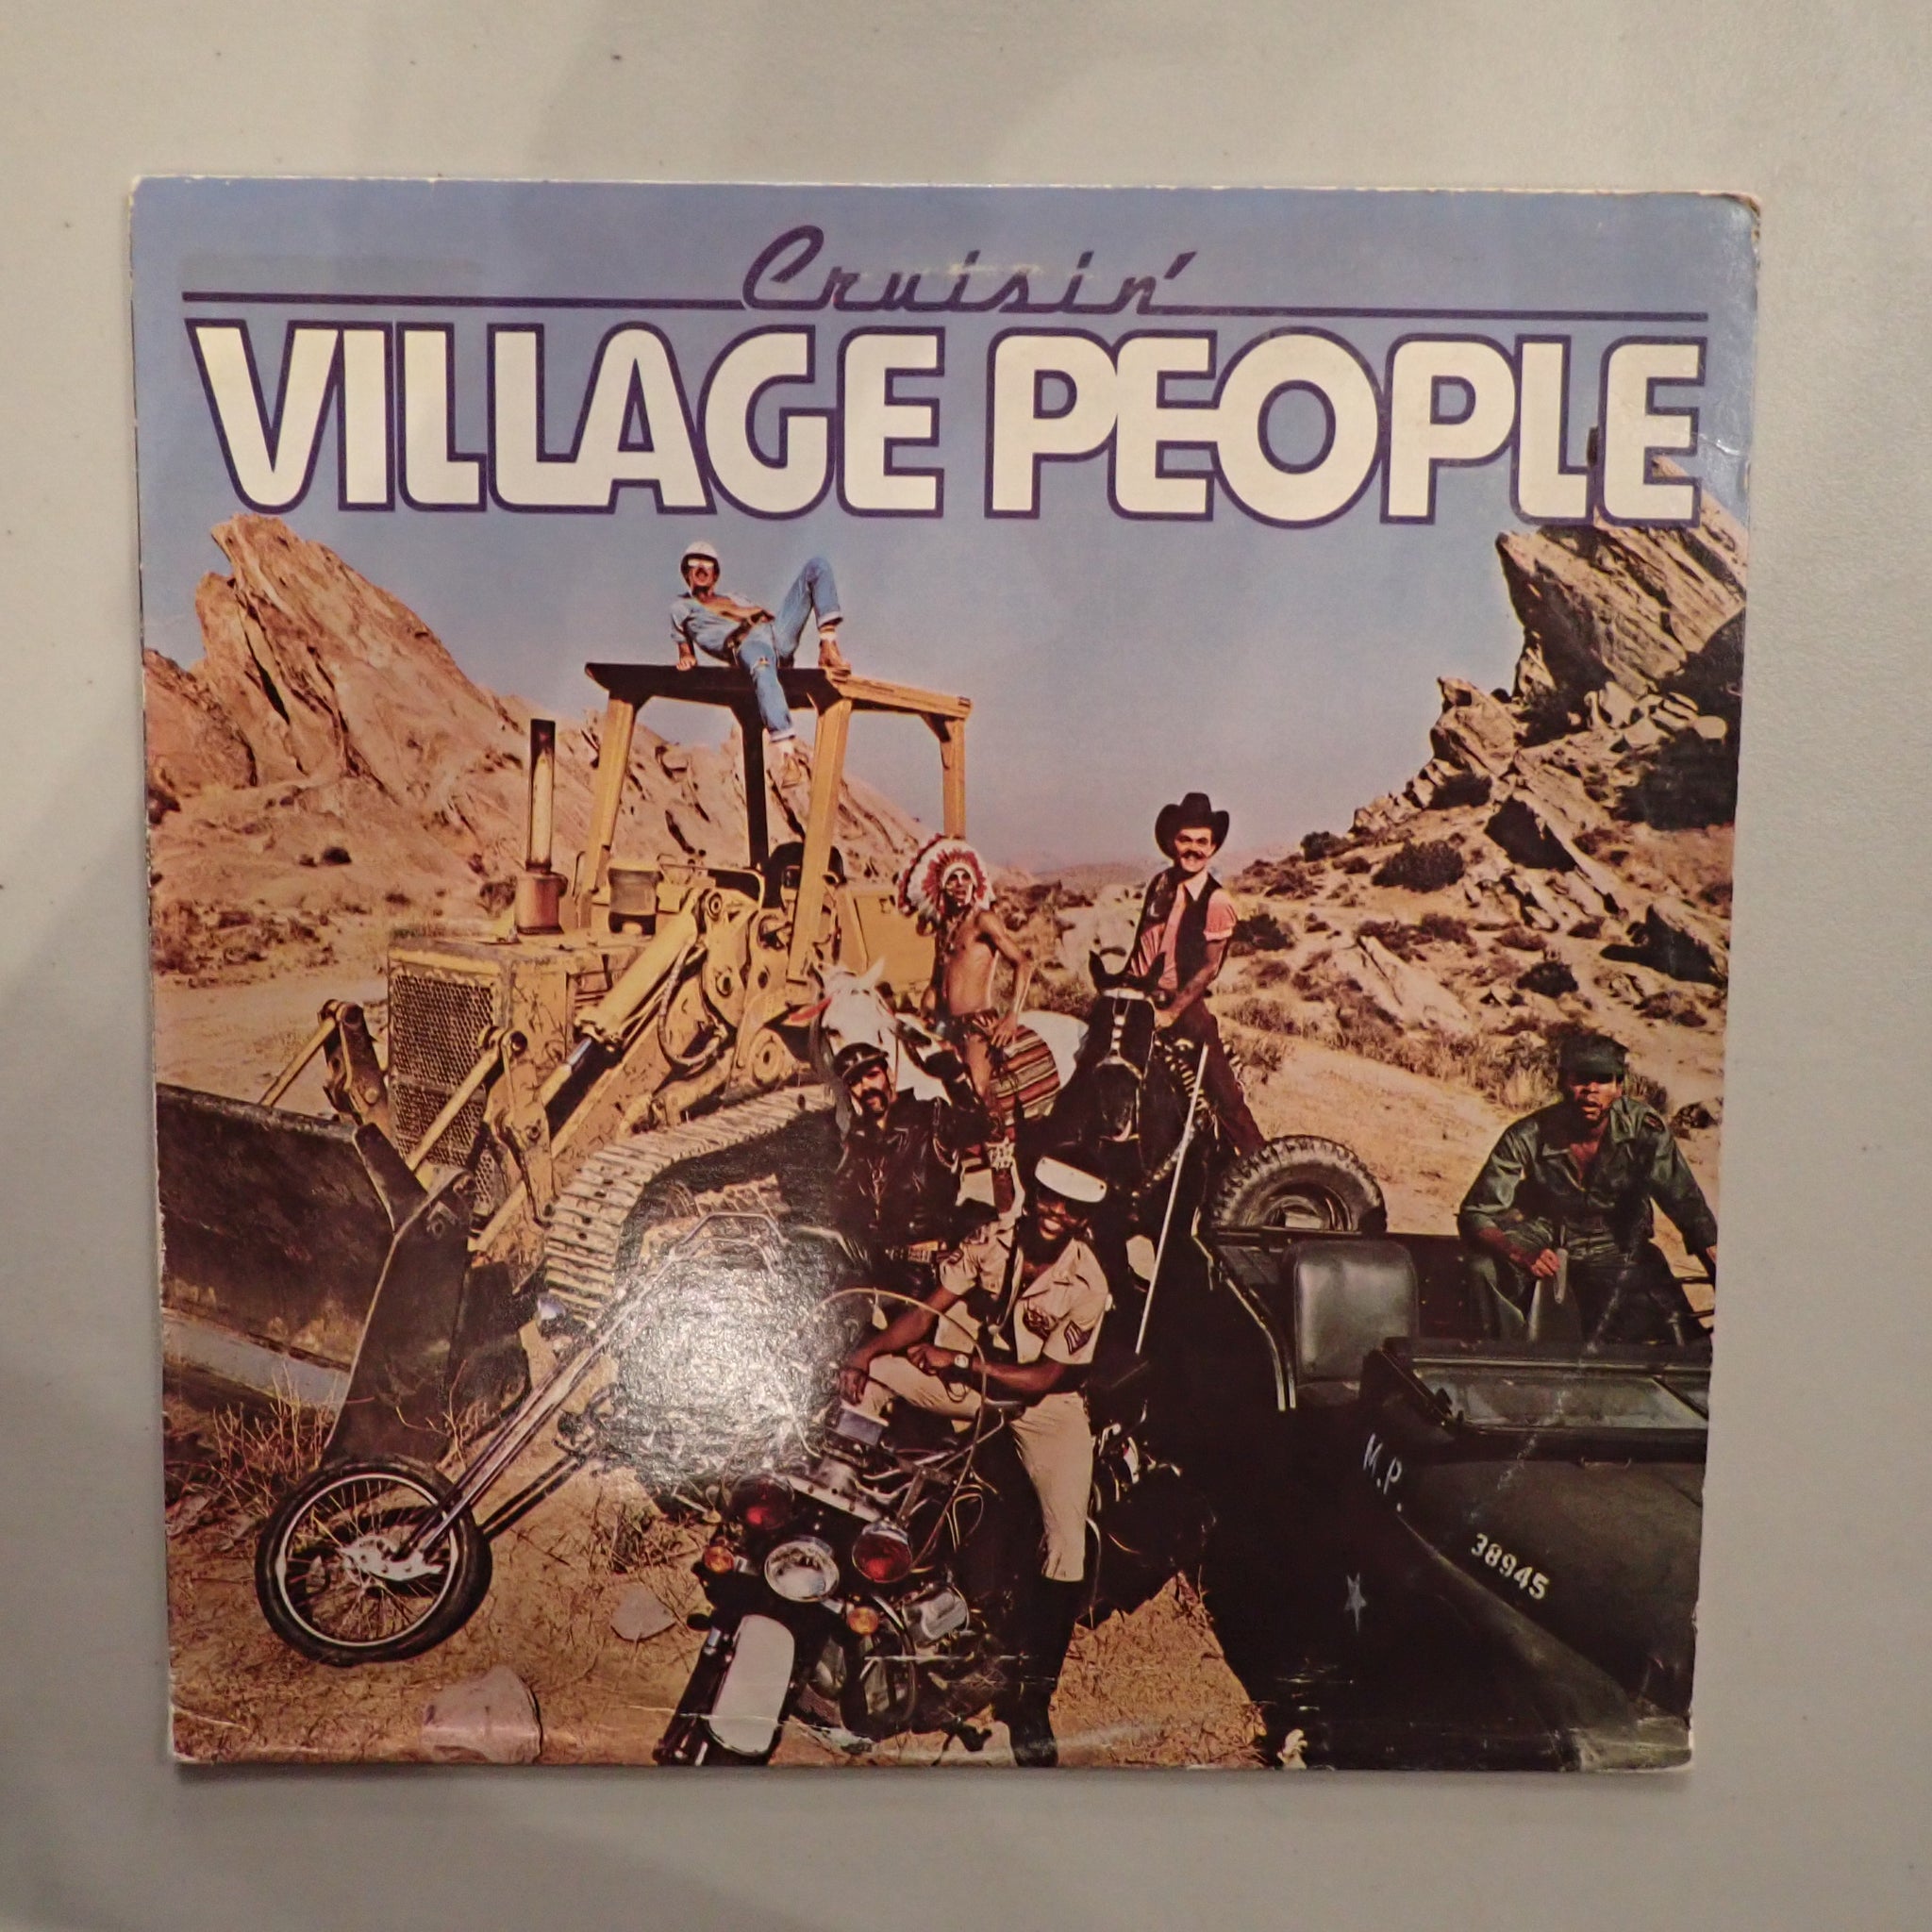 Cruisin'
VILLAGE PEOPLE
M.P.
38945